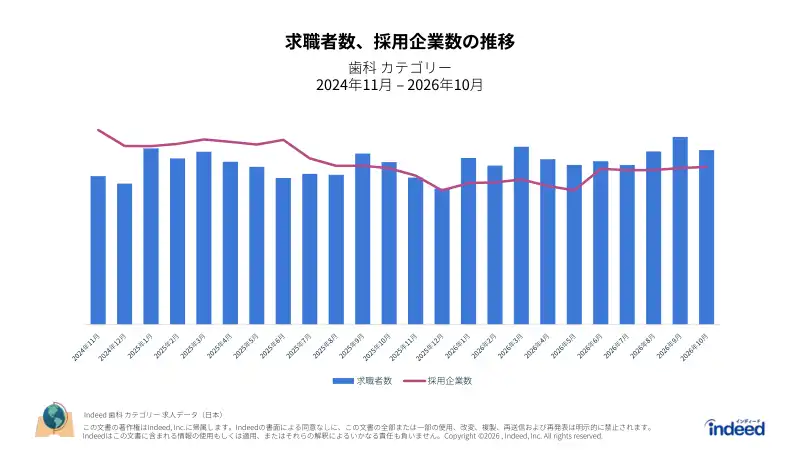 求職者数、採用企業数の推移
歯科 カテゴリー
2024年11月 – 2026年10月
2024年11月
2024年12月
2025年1月
2025年2月
2025年3月
2025年4月
2025年5月
2025年6月
2025年7月
2025年8月
2025年9月
2025年10月
2025年11月
2025年12月
2026年1月
2026年2月
2026年3月
2026年4月
2026年5月
2026年6月
2026年7月
2026年8月
2026年9月
2026年10月
求職者数 採用企業数
Indeed 歯科 カテゴリー 求人データ（日本）
この文書の著作権はIndeed, Inc.に帰属します。Indeedの書面による同意なしに、この文書の全部または一部の使用、改変、複製、再送信および再発表は明示的に禁止されます。
Indeedはこの文書に含まれる情報の使用もしくは適用、またはそれらの解釈によるいかなる責任も負いません。Copyright ©2026 , Indeed, Inc. All rights reserved.
インディード
indeed